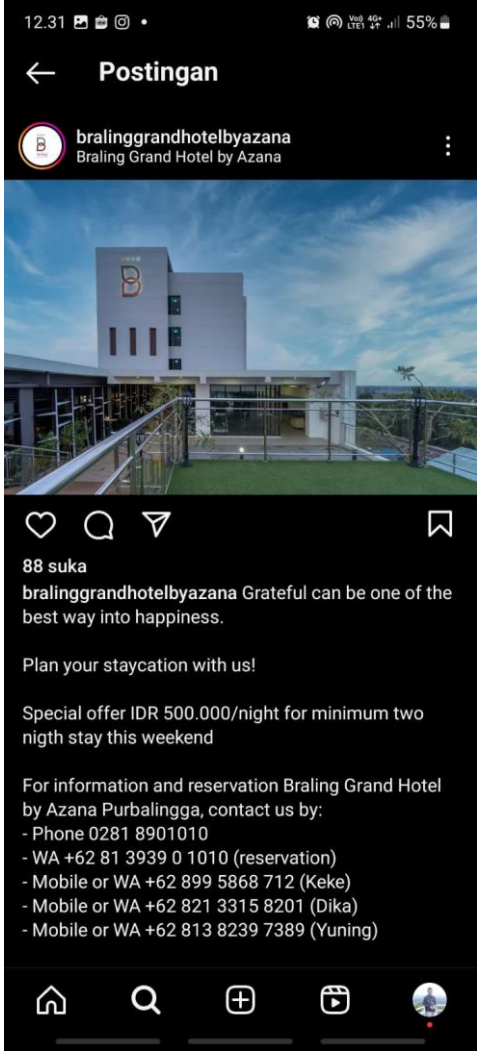 12.31
Vo)) 4G+
LTE1 55%
Postingan
bralinggrandhotelbyazana
Braling Grand Hotel by Azana
88 suka
bralinggrandhotelbyazana Grateful can be one of the
best way into happiness.
Plan your staycation with us!
Special offer IDR 500.000/night for minimum two
nigth stay this weekend
For information and reservation Braling Grand Hotel
by Azana Purbalingga, contact us by:
- Phone 0281 8901010
- WA +62 81 3939 0 1010 (reservation)
- Mobile or WA +62 899 5868 712 (Keke)
- Mobile or WA +62 821 3315 8201 (Dika)
- Mobile or WA +62 813 8239 7389 (Yuning)